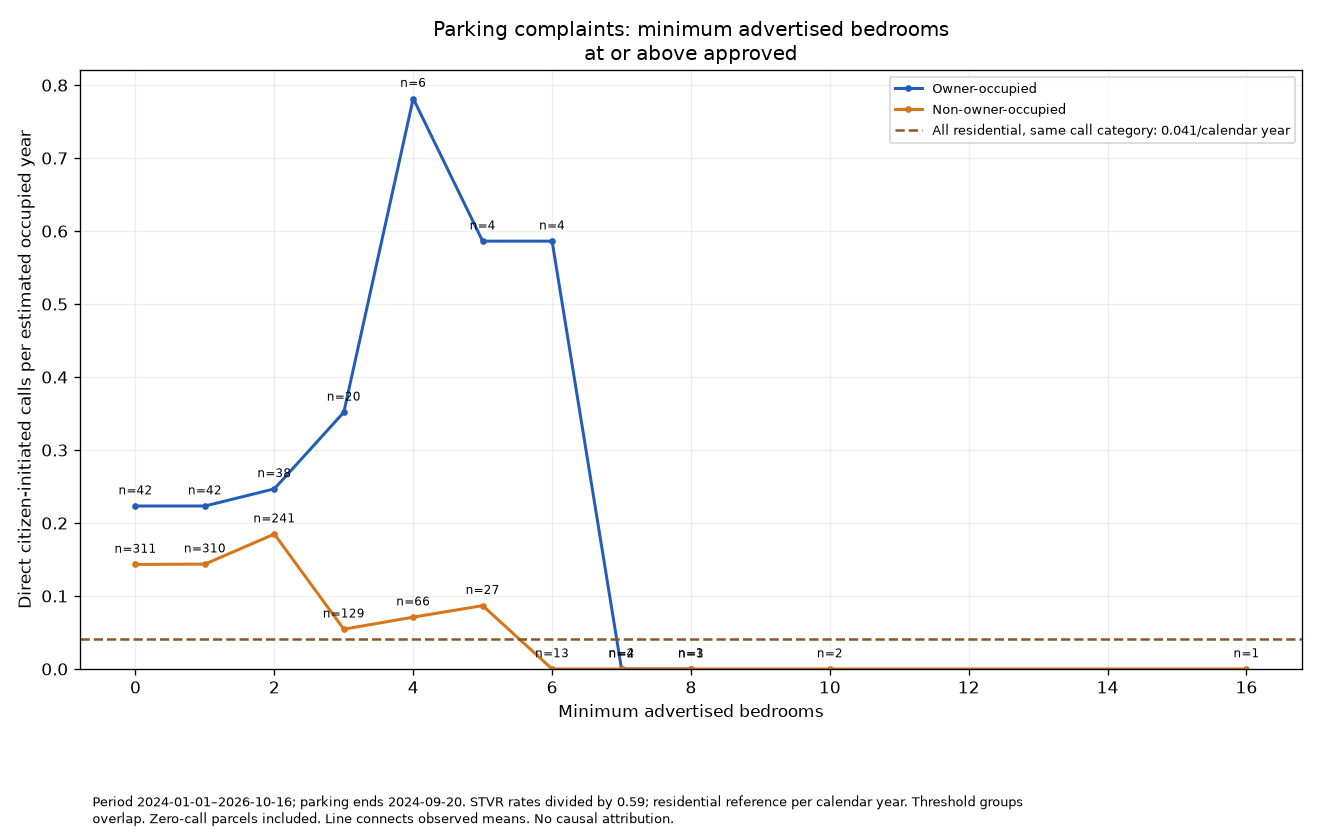 Parking complaints: minimum advertised bedrooms
at or above approved
Direct citizen-initiated calls per estimated occupied year
0.8
0.7
0.6
0.5
0.4
0.3
0.2
0.1
0.0
Owner-occupied
Non-owner-occupied
All residential, same call category: 0.041/calendar year
n=6
n=4
n=4
n=20
n=38
n=42
n=42
n=241
n=311
n=310
n=129
n=66
n=27
n=13
n=2
n=1
0
2
4
6
8
10
12
14
16
Minimum advertised bedrooms
Period 2024-01-01–2026-10-16; parking ends 2024-09-20. STVR rates divided by 0.59; residential reference per calendar year. Threshold groups
overlap. Zero-call parcels included. Line connects observed means. No causal attribution.